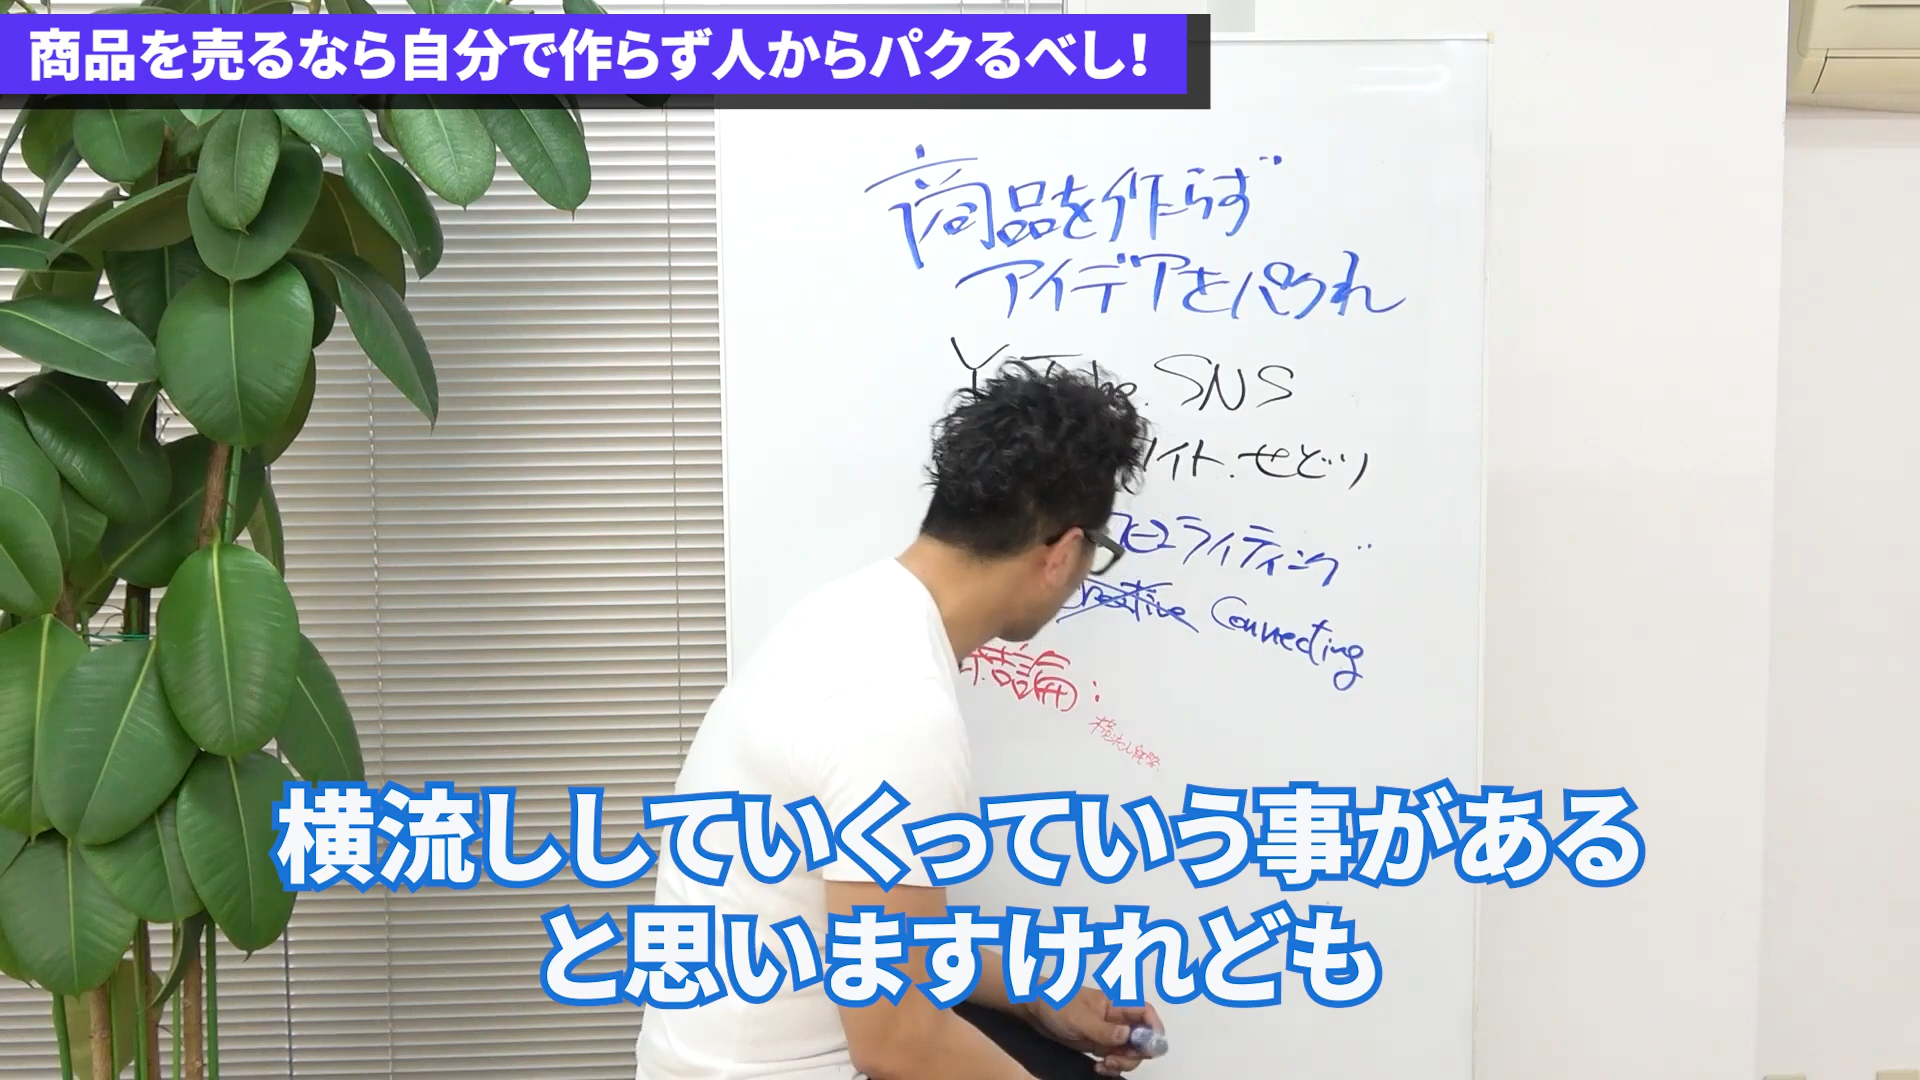 商品を売るなら自分で作らず人からパクるべし!
商品を作らず
アイデアをパクれ
SNS
イト.せどり
ライティング
Creative Connecting
横流ししていくっていう事がある
と思いますけれども